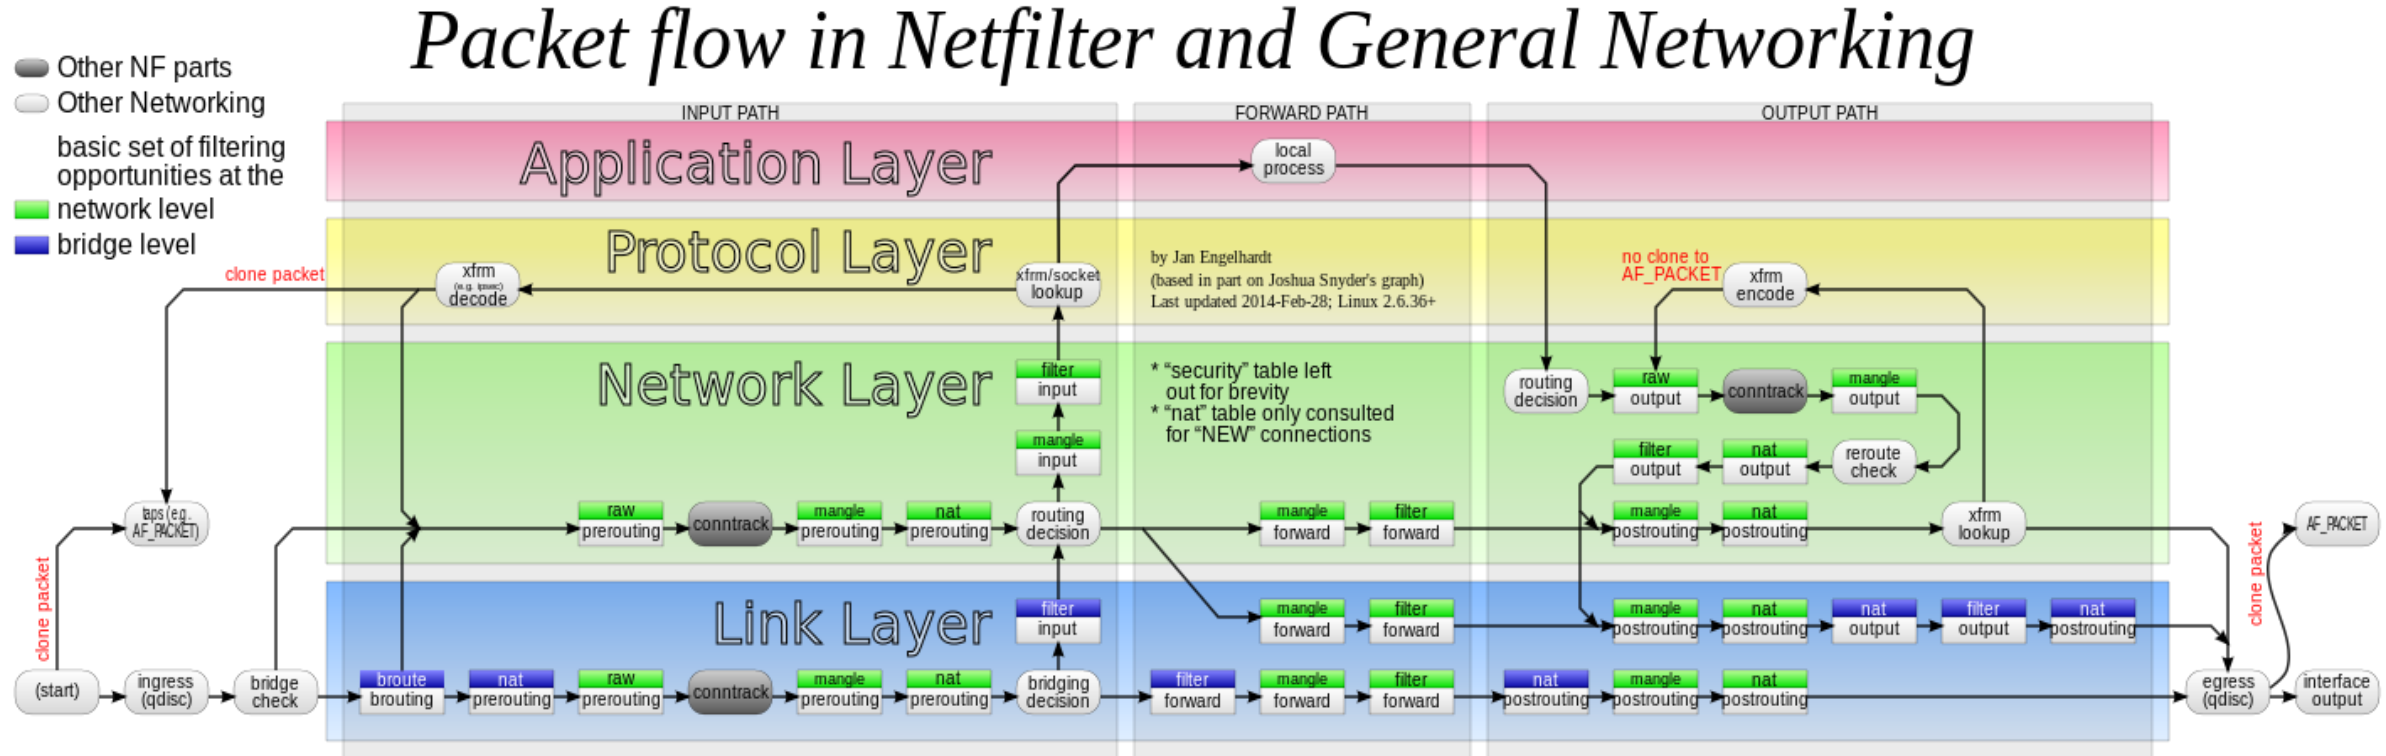 Packet flow in Netfilter and General Networking
Other NF parts
Other Networking
basic set of filtering
opportunities at the
network level
bridge level
INPUT PATH
FORWARD PATH
OUTPUT PATH
Application Layer
local
process
Protocol Layer
clone packet
xfrm
(e.g. ipsec)
decode
xfrm/socket
lookup
by Jan Engelhardt
(based in part on Joshua Snyder's graph)
Last updated 2014-Feb-28; Linux 2.6.36+
no clone to
AF_PACKET
xfrm
encode
Network Layer
filter
input
mangle
input
* “security” table left
out for brevity
* “nat” table only consulted
for “NEW” connections
routing
decision
raw
output
conntrack
mangle
output
filter
output
nat
output
reroute
check
taps (e.g.
AF_PACKET)
raw
prerouting
conntrack
mangle
prerouting
nat
prerouting
routing
decision
mangle
forward
filter
forward
mangle
postrouting
nat
postrouting
xfrm
lookup
AF_PACKET
clone packet
clone packet
Link Layer
filter
input
mangle
forward
filter
forward
mangle
postrouting
nat
postrouting
nat
output
filter
output
nat
postrouting
(start)
ingress
(qdisc)
bridge
check
broute
brouting
nat
prerouting
raw
prerouting
conntrack
mangle
prerouting
nat
prerouting
bridging
decision
filter
forward
mangle
forward
filter
forward
nat
postrouting
mangle
postrouting
nat
postrouting
egress
(qdisc)
interface
output